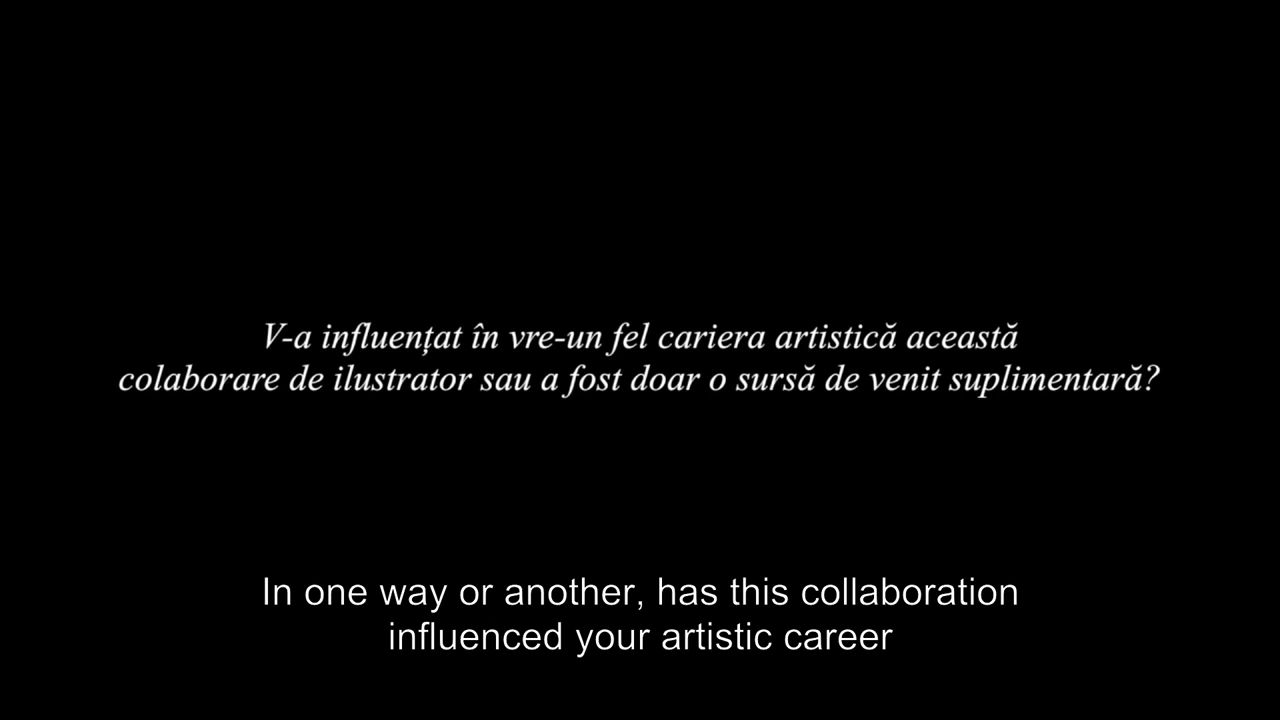 V-a influențat în vre-un fel cariera artistică această
colaborare de ilustrator sau a fost doar o sursă de venit suplimentară?
In one way or another, has this collaboration
influenced your artistic career